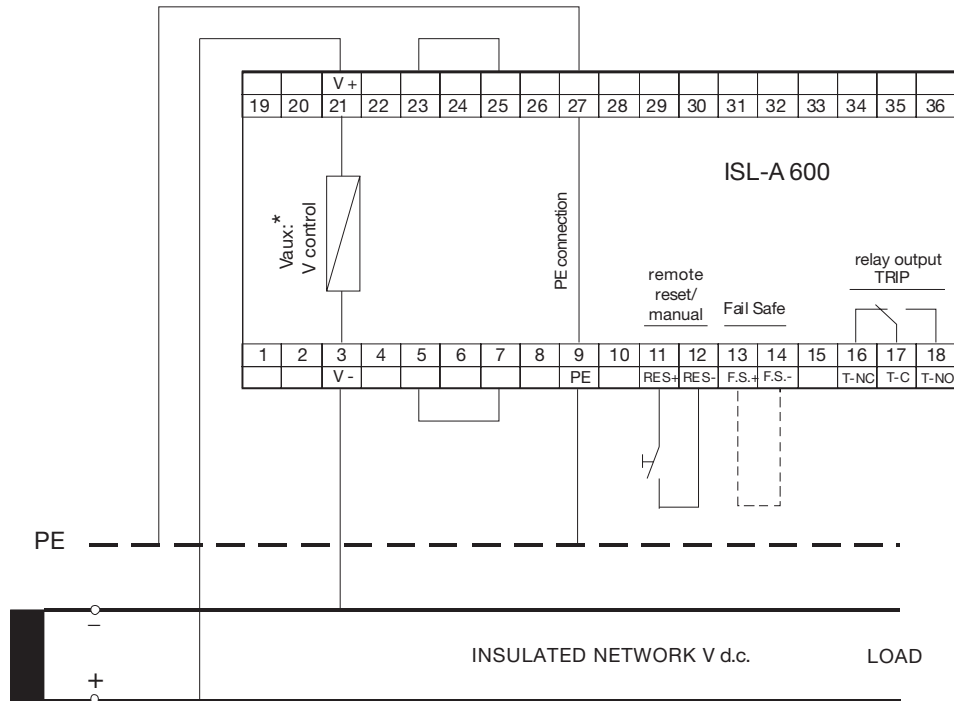 V +
19 20 21 22 23 24 25 26 27 28 29 30 31 32 33 34 35 36
ISL-A 600
Vaux:*
V control
PE connection
remote
reset/
manual
Fail Safe
relay output
TRIP
1 2 3 4 5 6 7 8 9 10 11 12 13 14 15 16 17 18
V - PE RES+ RES- F.S.+ F.S.- T-NC T-C T-NO
PE
–
INSULATED NETWORK V d.c. LOAD
+